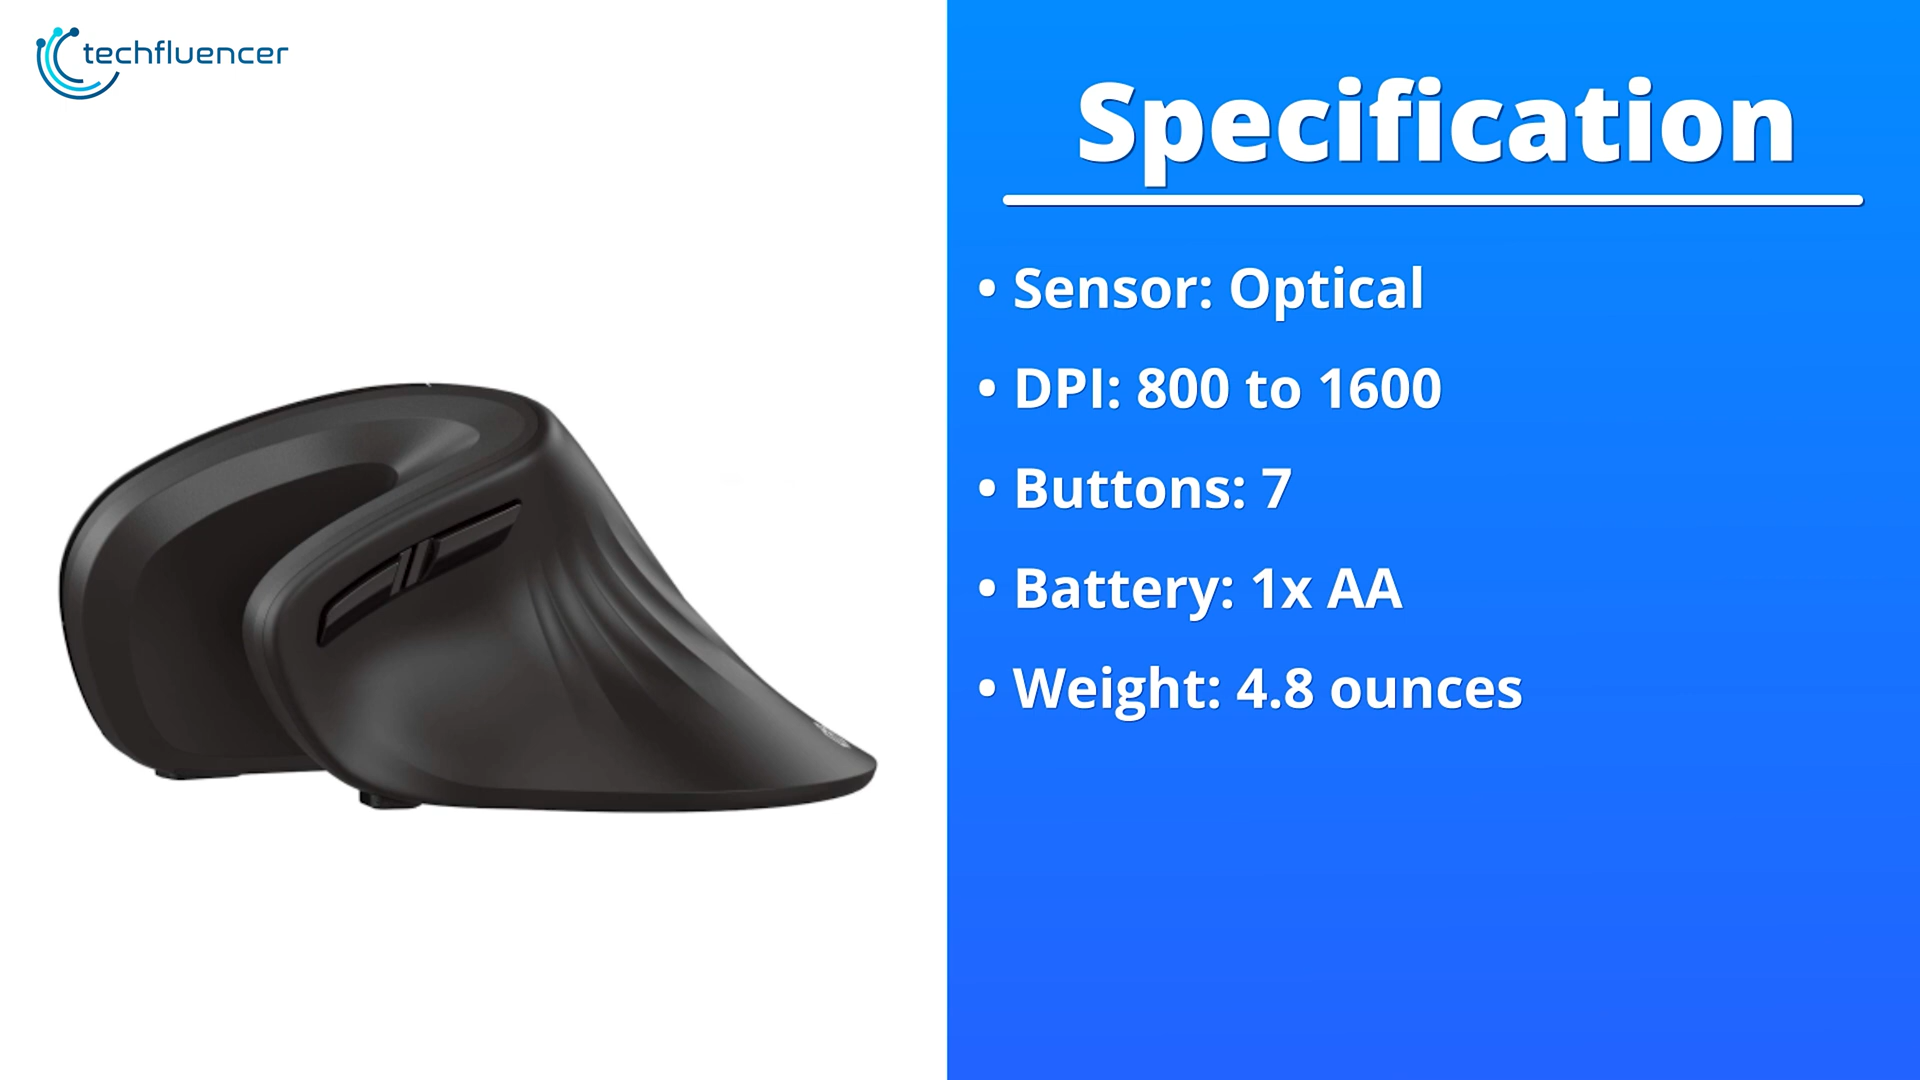 techfluencer
Specification
• Sensor: Optical
• DPI: 800 to 1600
• Buttons: 7
• Battery: 1x AA
• Weight: 4.8 ounces